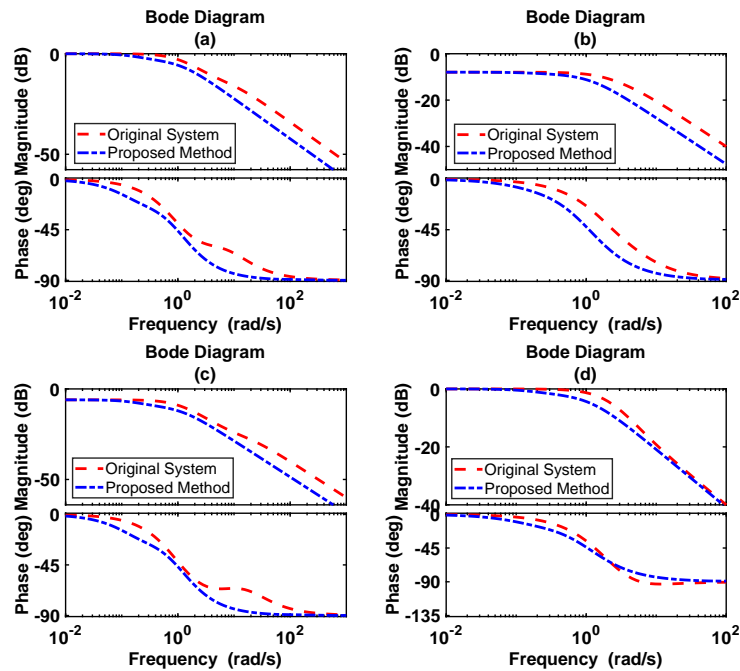 Bode Diagram
(a)
0
-50
Magnitude (dB)
Original System
Proposed Method
0
-45
-90
Phase (deg)
10^-2 10^0 10^2
Frequency (rad/s)
Bode Diagram
(b)
0
-20
-40
Magnitude (dB)
Original System
Proposed Method
0
-45
-90
Phase (deg)
10^-2 10^0 10^2
Frequency (rad/s)
Bode Diagram
(c)
0
-50
Magnitude (dB)
Original System
Proposed Method
0
-45
-90
Phase (deg)
10^-2 10^0 10^2
Frequency (rad/s)
Bode Diagram
(d)
0
-20
-40
Magnitude (dB)
Original System
Proposed Method
0
-45
-90
-135
Phase (deg)
10^-2 10^0 10^2
Frequency (rad/s)